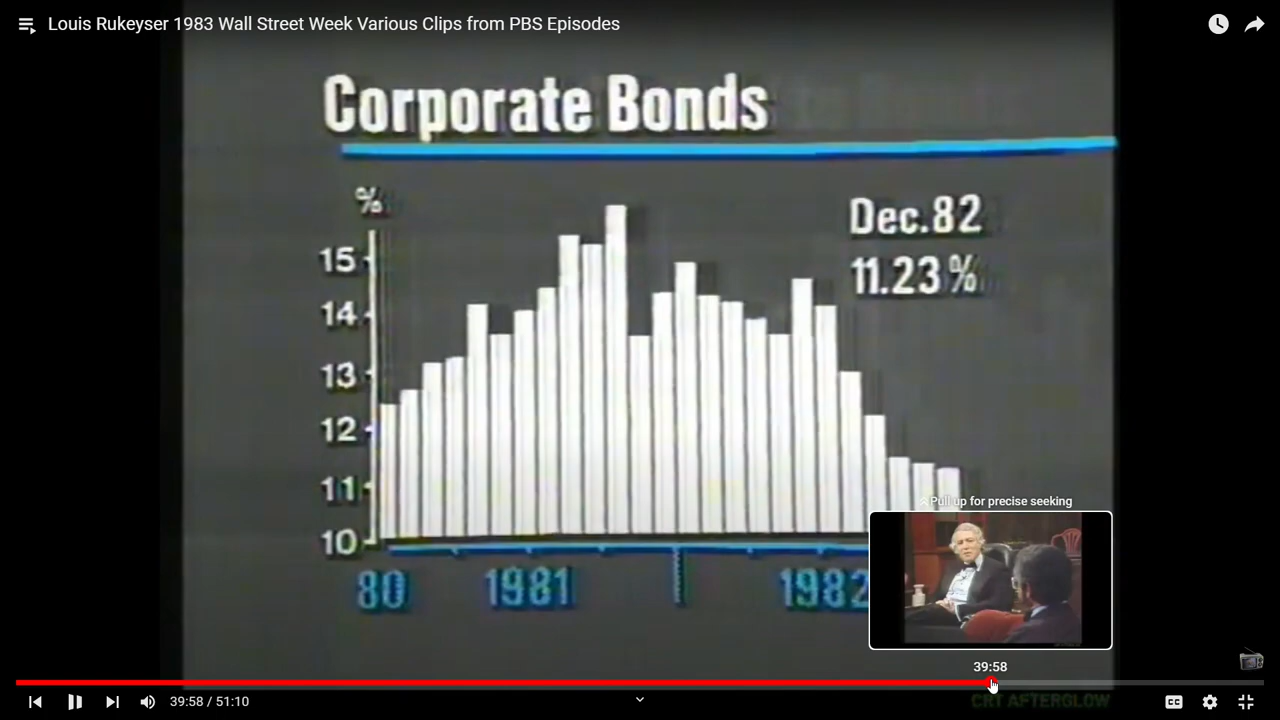 Louis Rukeyser 1983 Wall Street Week Various Clips from PBS Episodes
Corporate Bonds
%
Dec.82
11.23%
15
14
13
12
11
10
80 1981 1982
Pull up for precise seeking
39:58
39:58 / 51:10
CC
CRT AFTERGLOW